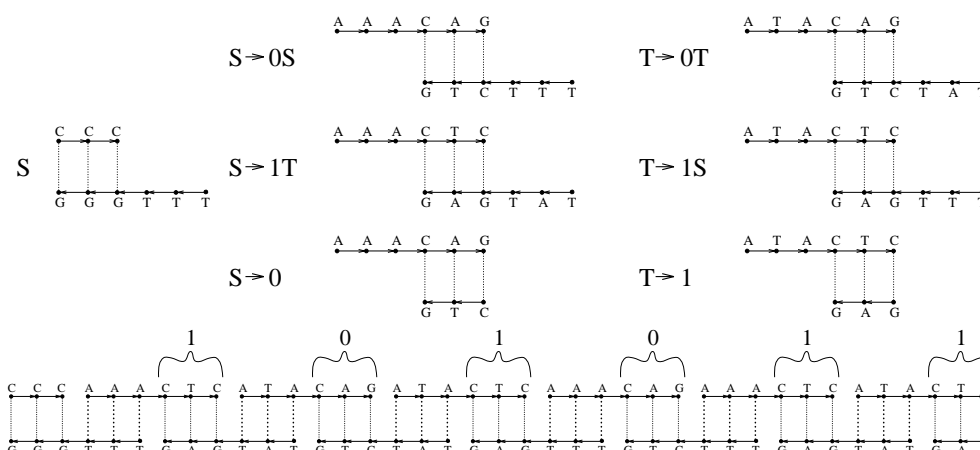 A A A C A G A T A C A G
S→0S T→0T
G T C T T T G T C T A T
C C C A A A C T C A T A C T C
S S→1T T→1S
G G G T T T G A G T A T G A G T T T
A A A C A G A T A C T C
S→0 T→1
G T C G A G
1 0 1 0 1 1
C C C A A A C T C A T A C A G A T A C T C A A A C A G A A A C T C A T A C T
G G G T T T G A G T A T G T C T A T G A G T T T G T C T T T G A G T A T G A